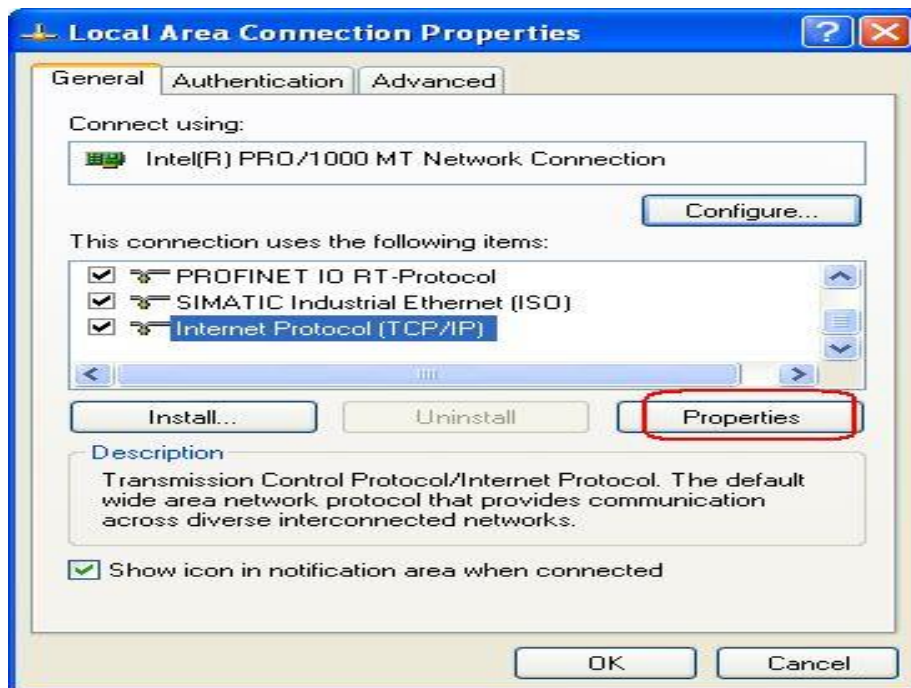 Local Area Connection Properties
General Authentication Advanced
Connect using:
Intel(R) PRO/1000 MT Network Connection
Configure...
This connection uses the following items:
PROFINET IO RT-Protocol
SIMATIC Industrial Ethernet (ISO)
Internet Protocol (TCP/IP)
Install... Uninstall Properties
Description
Transmission Control Protocol/Internet Protocol. The default
wide area network protocol that provides communication
across diverse interconnected networks.
Show icon in notification area when connected
OK Cancel